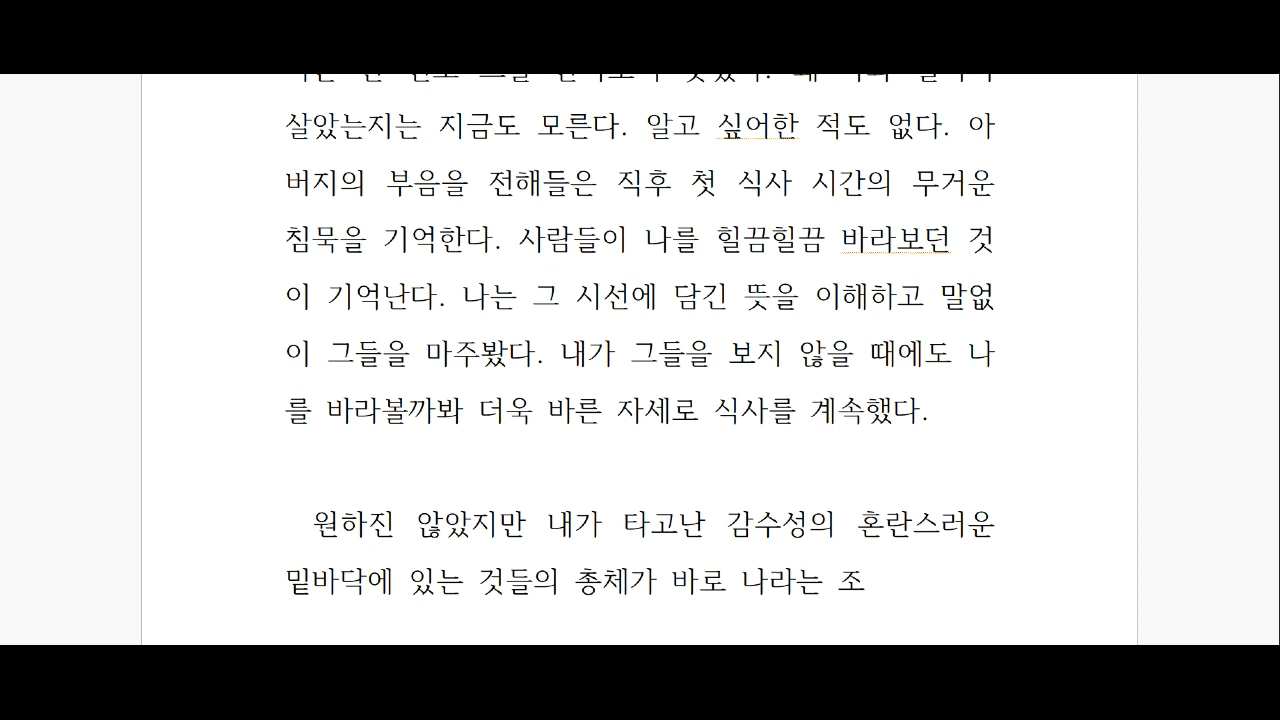 살았는지는 지금도 모른다. 알고 싶어한 적도 없다. 아
버지의 부음을 전해들은 직후 첫 식사 시간의 무거운
침묵을 기억한다. 사람들이 나를 힐끔힐끔 바라보던 것
이 기억난다. 나는 그 시선에 담긴 뜻을 이해하고 말없
이 그들을 마주봤다. 내가 그들을 보지 않을 때에도 나
를 바라볼까봐 더욱 바른 자세로 식사를 계속했다.
원하진 않았지만 내가 타고난 감수성의 혼란스러운
밑바닥에 있는 것들의 총체가 바로 나라는 조